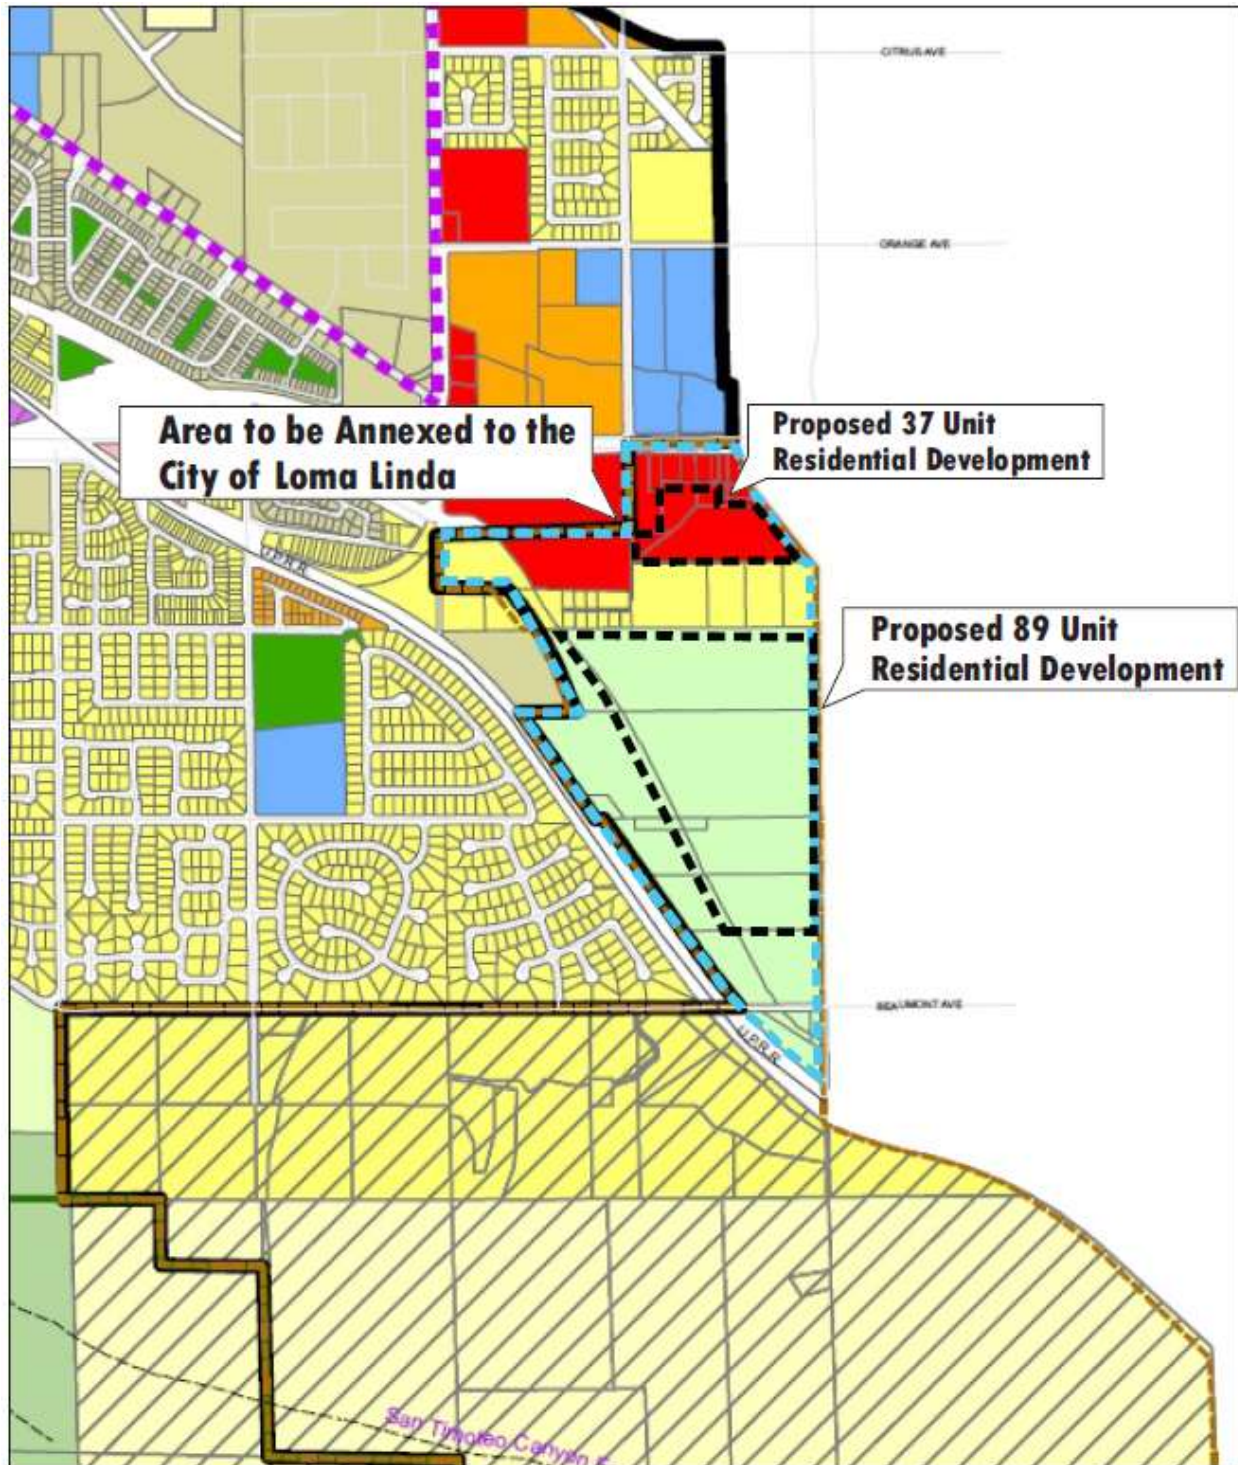 CITRUS AVE
ORANGE AVE
Area to be Annexed to the
City of Loma Linda
Proposed 37 Unit
Residential Development
U.P.R.R.
Proposed 89 Unit
Residential Development
BEAUMONT AVE
U.P.R.R.
San Timoteo Canyon